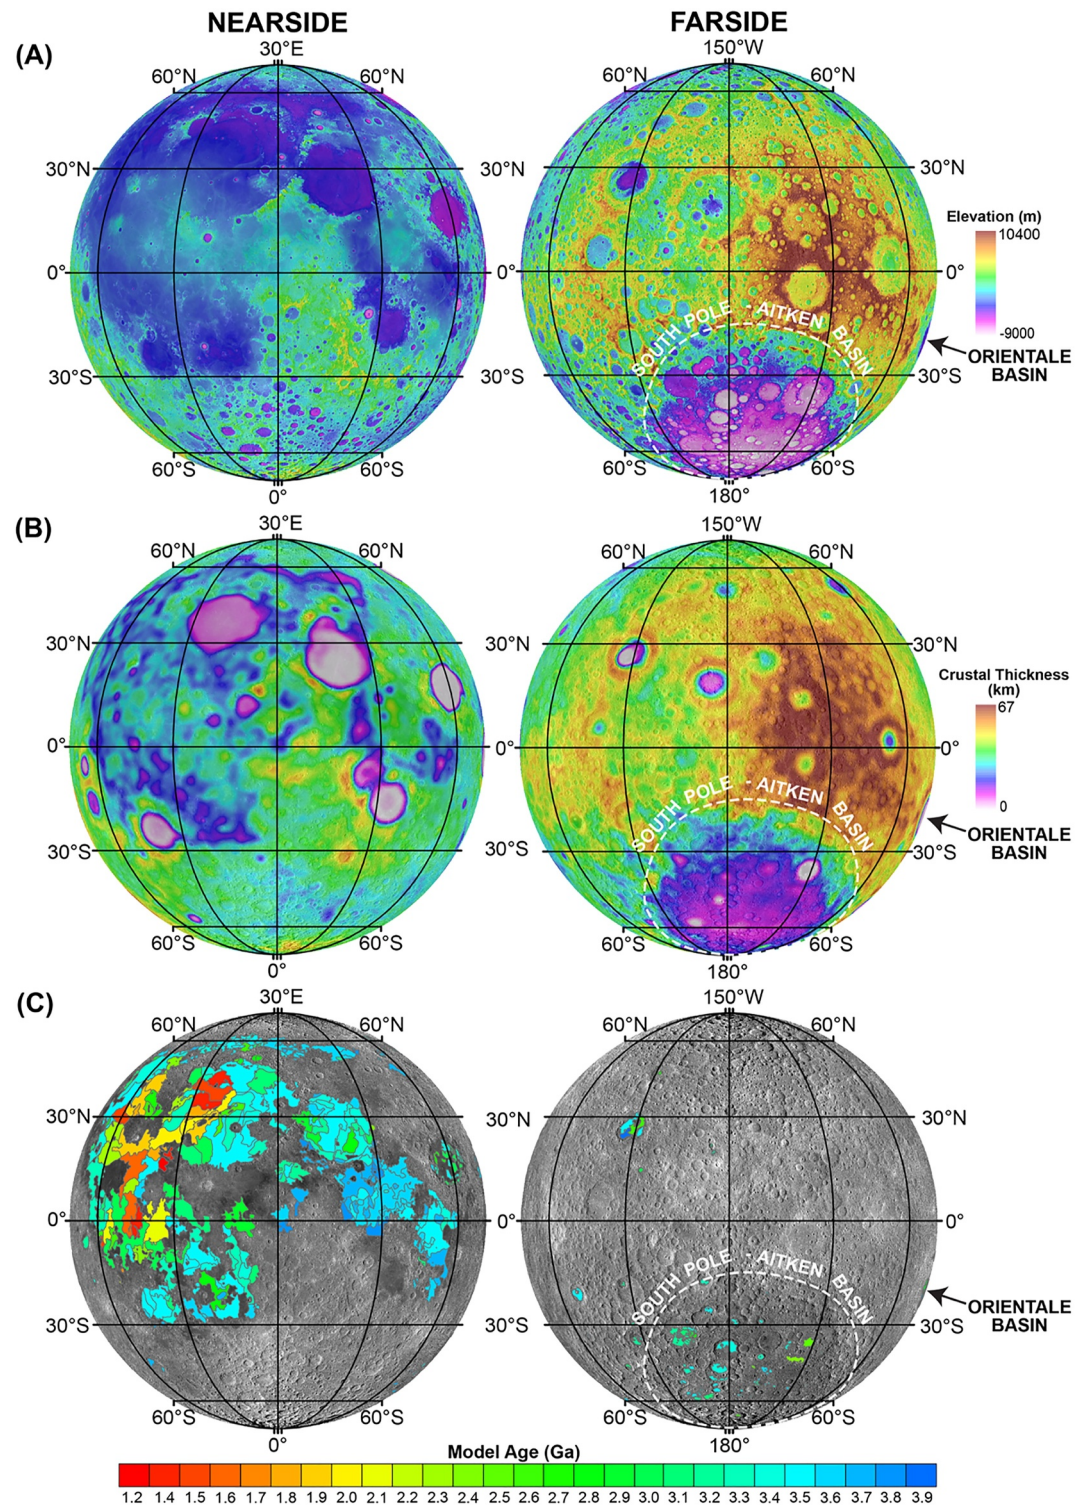 NEARSIDE
FARSIDE
(A)
30°E
150°W
60°N
60°N
60°N
60°N
30°N
30°N
30°N
Elevation (m)
10400
-9000
0°
0°
0°
SOUTH POLE - AITKEN BASIN
ORIENTALE
BASIN
30°S
30°S
30°S
60°S
60°S
60°S
60°S
0°
180°
(B)
30°E
150°W
60°N
60°N
60°N
60°N
30°N
30°N
30°N
Crustal Thickness
(km)
67
0
0°
0°
0°
SOUTH POLE - AITKEN BASIN
ORIENTALE
BASIN
30°S
30°S
30°S
60°S
60°S
60°S
60°S
0°
180°
(C)
30°E
150°W
60°N
60°N
60°N
60°N
30°N
30°N
30°N
0°
0°
0°
SOUTH POLE - AITKEN BASIN
ORIENTALE
BASIN
30°S
30°S
30°S
60°S
60°S
60°S
60°S
0°
180°
Model Age (Ga)
1.2 1.4 1.5 1.6 1.7 1.8 1.9 2.0 2.1 2.2 2.3 2.4 2.5 2.6 2.7 2.8 2.9 3.0 3.1 3.2 3.3 3.4 3.5 3.6 3.7 3.8 3.9